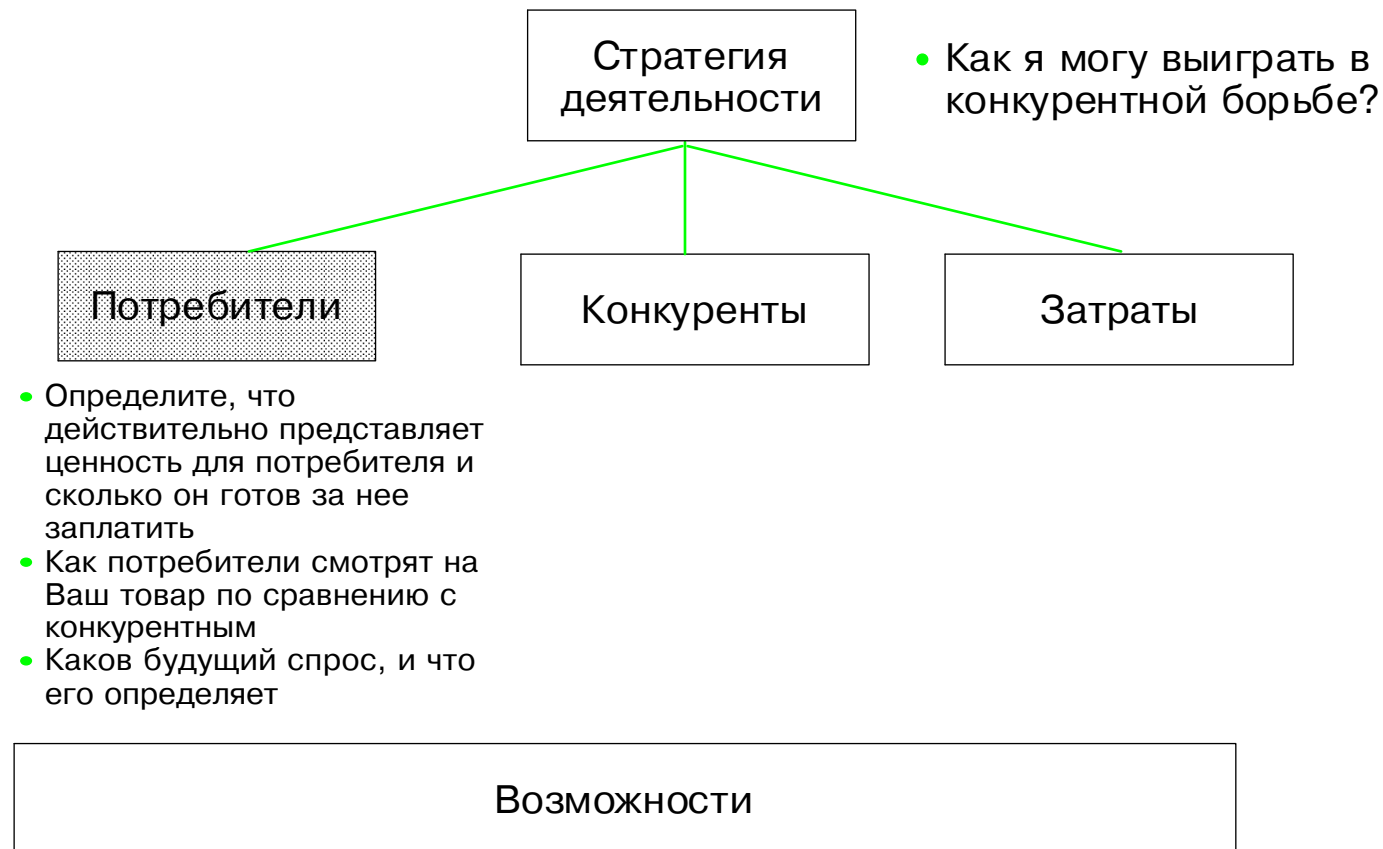 Стратегия
деятельности
• Как я могу выиграть в
конкурентной борьбе?
Потребители
Конкуренты
Затраты
• Определите, что
действительно представляет
ценность для потребителя и
сколько он готов за нее
заплатить
• Как потребители смотрят на
Ваш товар по сравнению с
конкурентным
• Каков будущий спрос, и что
его определяет
Возможности